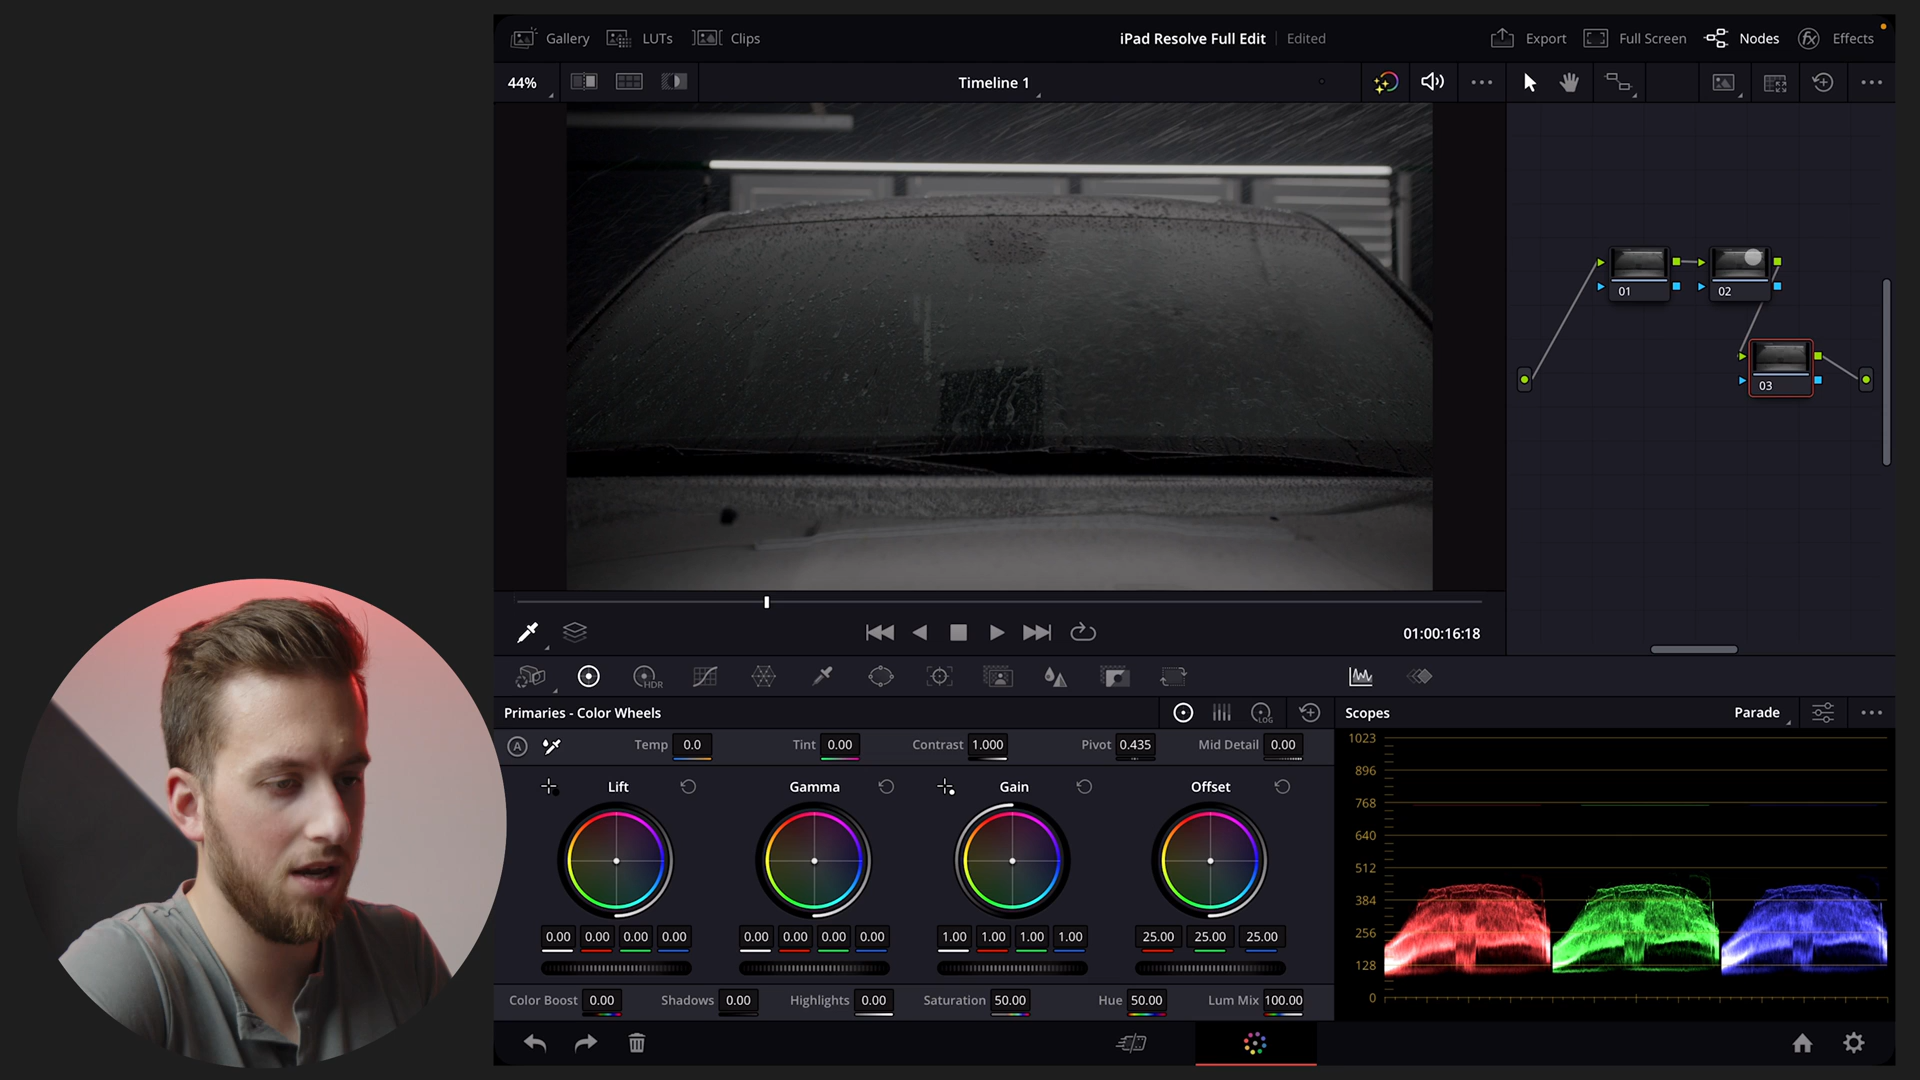 Gallery LUTs Clips iPad Resolve Full Edit Edited Export Full Screen Nodes Effects
44% Timeline 1
01 02
03
01:00:16:18
HDR
Primaries - Color Wheels LOG Scopes Parade
A Temp 0.0 Tint 0.00 Contrast 1.000 Pivot 0.435 Mid Detail 0.00
Lift Gamma Gain Offset
0.00 0.00 0.00 0.00 0.00 0.00 0.00 0.00 1.00 1.00 1.00 1.00 25.00 25.00 25.00
Color Boost 0.00 Shadows 0.00 Highlights 0.00 Saturation 50.00 Hue 50.00 Lum Mix 100.00
1023
896
768
640
512
384
256
128
0